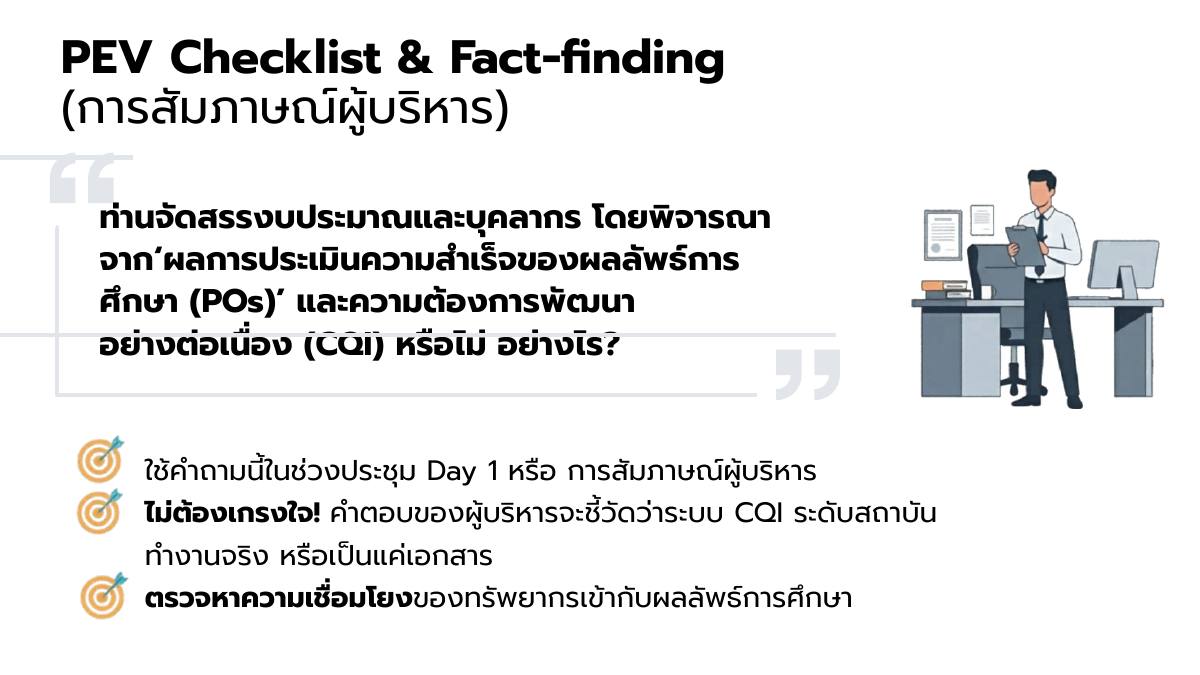 PEV Checklist & Fact-finding
(การสัมภาษณ์ผู้บริหาร)
“
ท่านจัดสรรงบประมาณและบุคลากร โดยพิจารณา
จาก‘ผลการประเมินความสำเร็จของผลลัพธ์การ
ศึกษา (POs)’ และความต้องการพัฒนา
อย่างต่อเนื่อง (CQI) หรือไม่ อย่างไร?
”
ใช้คำถามนี้ในช่วงประชุม Day 1 หรือ การสัมภาษณ์ผู้บริหาร
ไม่ต้องเกรงใจ! คำตอบของผู้บริหารจะชี้วัดว่าระบบ CQI ระดับสถาบัน
ทำงานจริง หรือเป็นแค่เอกสาร
ตรวจหาความเชื่อมโยงของทรัพยากรเข้ากับผลลัพธ์การศึกษา